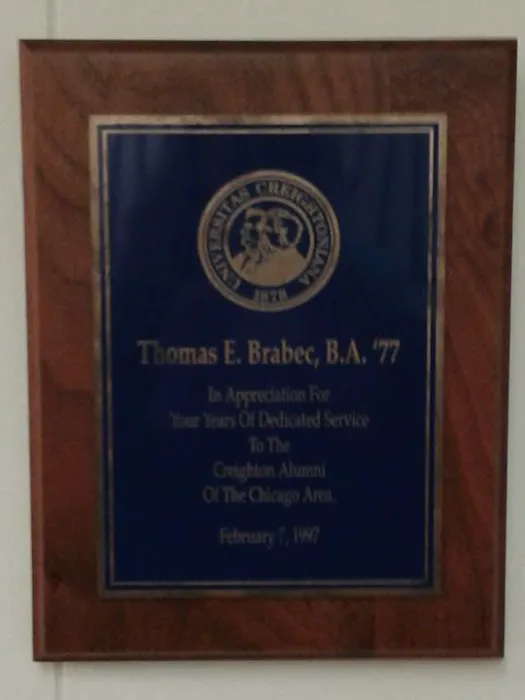 UNIVERSITAS CREIGHTONIANA
1878
Thomas E. Brabec, B.A. '77
In Appreciation For
Your Years Of Dedicated Service
To The
Creighton Alumni
Of The Chicago Area.
February 7, 1997